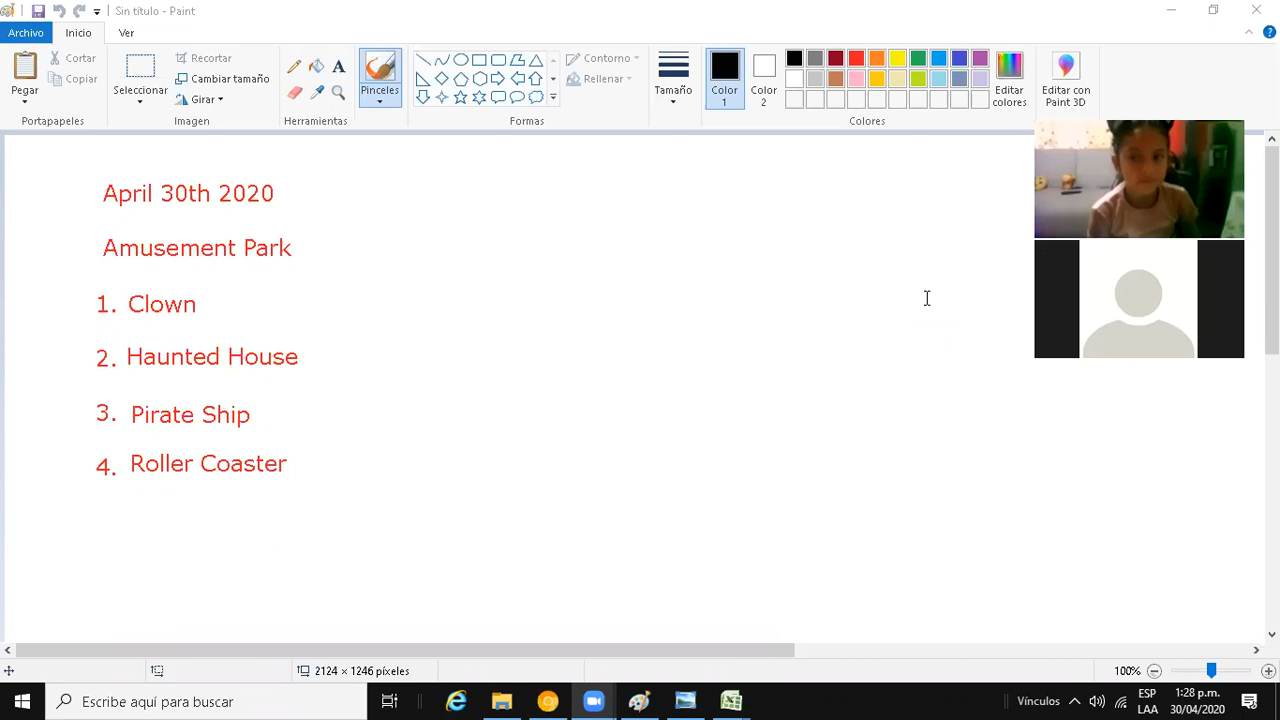 Sin título - Paint
Archivo Inicio Ver
Pegar
Cortar
Copiar
Portapapeles
Seleccionar
Recortar
Cambiar tamaño
Girar
Imagen
A
Herramientas
Pinceles
Contorno
Rellenar
Formas
Tamaño
Color 1
Color 2
Editar colores
Editar con Paint 3D
Colores
April 30th 2020
Amusement Park
1. Clown
2. Haunted House
3. Pirate Ship
4. Roller Coaster
2124 × 1246 píxeles
100%
Escribe aquí para buscar
Vínculos
ESP
LAA
1:28 p.m.
30/04/2020